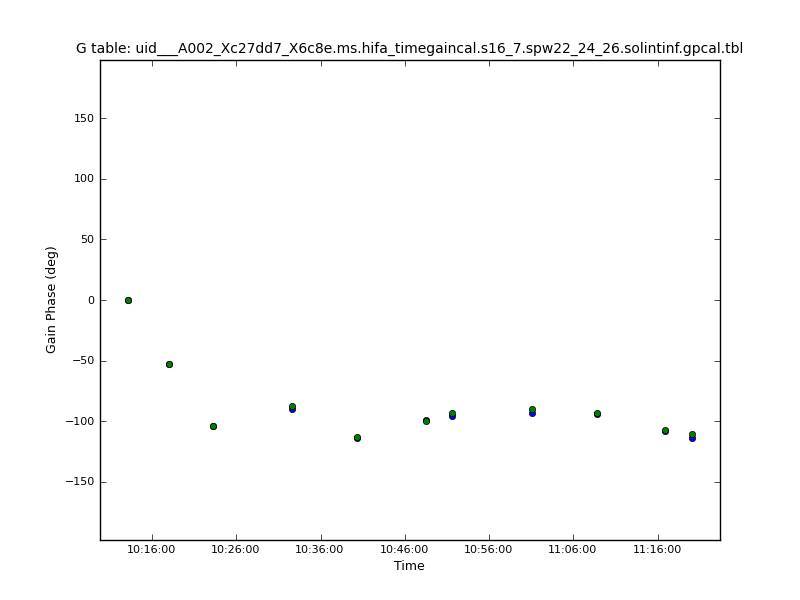 G table: uid___A002_Xc27dd7_X6c8e.ms.hifa_timegaincal.s16_7.spw22_24_26.solintinf.gpcal.tbl
150
100
50
0
−50
−100
−150
Gain Phase (deg)
10:16:00 10:26:00 10:36:00 10:46:00 10:56:00 11:06:00 11:16:00
Time